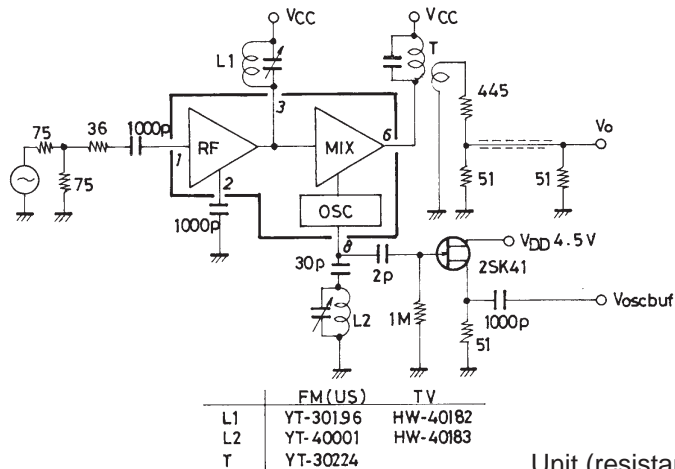 VCC
VCC
L1
T
3
445
75
36
1000p
1
RF
MIX
6
Vo
75
2
OSC
51
51
1000p
8
30p
2p
VDD 4.5V
2SK41
L2
1M
1000p
Voscbuf
51
FM(US) TV
L1 YT-30196 HW-40182
L2 YT-40001 HW-40183
T YT-30224
Unit (resistan